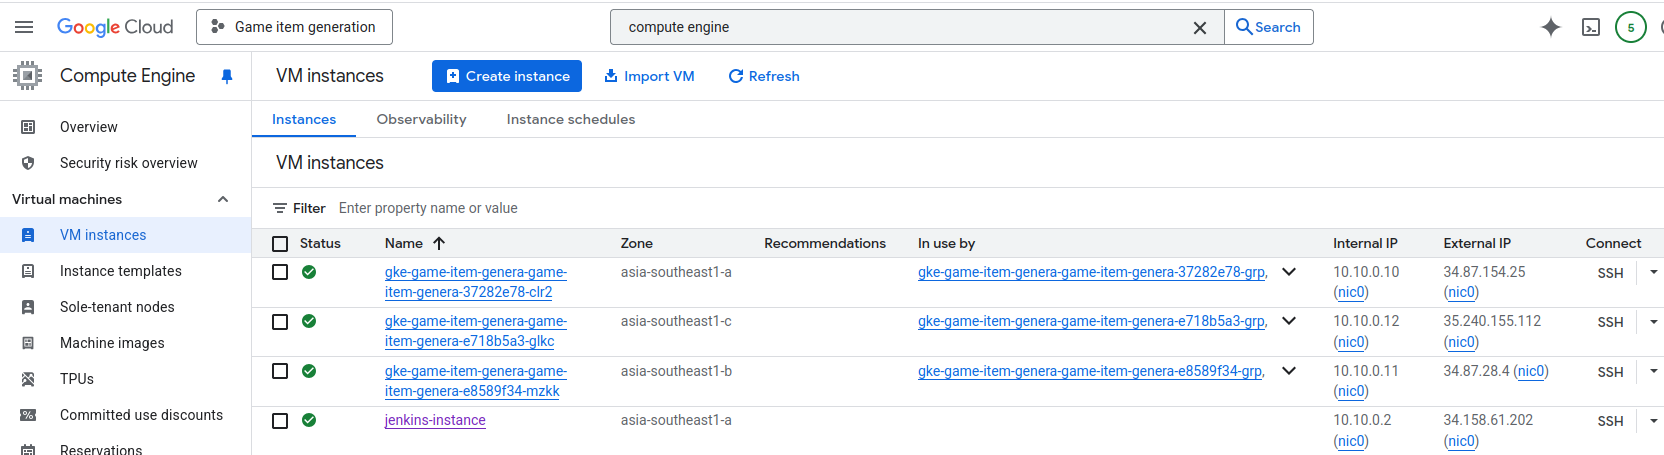 Google Cloud
Game item generation
compute engine
Search
5
Compute Engine
VM instances
Create instance
Import VM
Refresh
Overview
Security risk overview
Virtual machines
VM instances
Instance templates
Sole-tenant nodes
Machine images
TPUs
Committed use discounts
Reservations
Instances
Observability
Instance schedules
VM instances
Filter
Enter property name or value
Status Name Zone Recommendations In use by Internal IP External IP Connect
gke-game-item-genera-game- asia-southeast1-a gke-game-item-genera-game-item-genera-37282e78-grp, 10.10.0.10 34.87.154.25 SSH
item-genera-37282e78-clr2 (nic0) (nic0)
gke-game-item-genera-game- asia-southeast1-c gke-game-item-genera-game-item-genera-e718b5a3-grp, 10.10.0.12 35.240.155.112 SSH
item-genera-e718b5a3-glkc (nic0) (nic0)
gke-game-item-genera-game- asia-southeast1-b gke-game-item-genera-game-item-genera-e8589f34-grp, 10.10.0.11 34.87.28.4 (nic0) SSH
item-genera-e8589f34-mzkk (nic0)
jenkins-instance asia-southeast1-a 10.10.0.2 34.158.61.202 SSH
(nic0) (nic0)